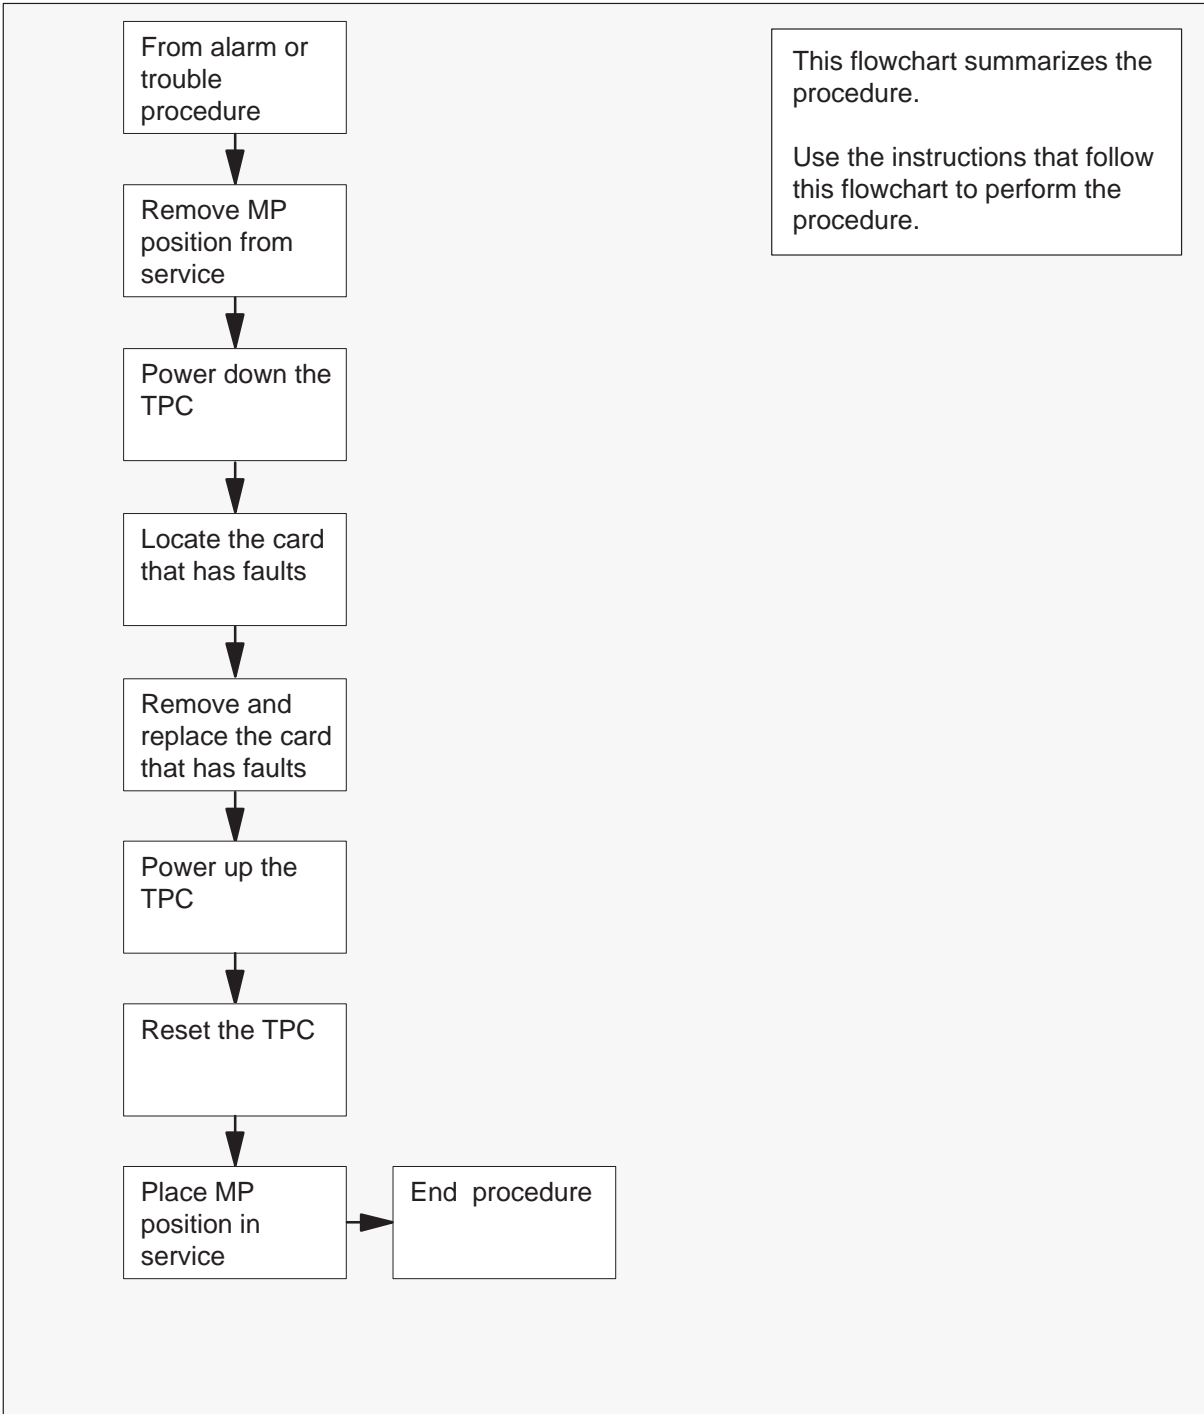 From alarm or
trouble
procedure
This flowchart summarizes the
procedure.
Use the instructions that follow
this flowchart to perform the
procedure.
Remove MP
position from
service
Power down the
TPC
Locate the card
that has faults
Remove and
replace the card
that has faults
Power up the
TPC
Reset the TPC
Place MP
position in
service
End  procedure